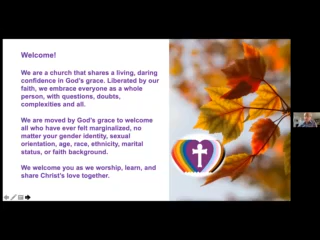 Welcome!
We are a church that shares a living, daring
confidence in God's grace. Liberated by our
faith, we embrace everyone as a whole
person, with questions, doubts,
complexities and all.
We are moved by God's grace to welcome
all who have ever felt marginalized, no
matter your gender identity, sexual
orientation, age, race, ethnicity, marital
status, or faith background.
We welcome you as we worship, learn, and
share Christ's love together.